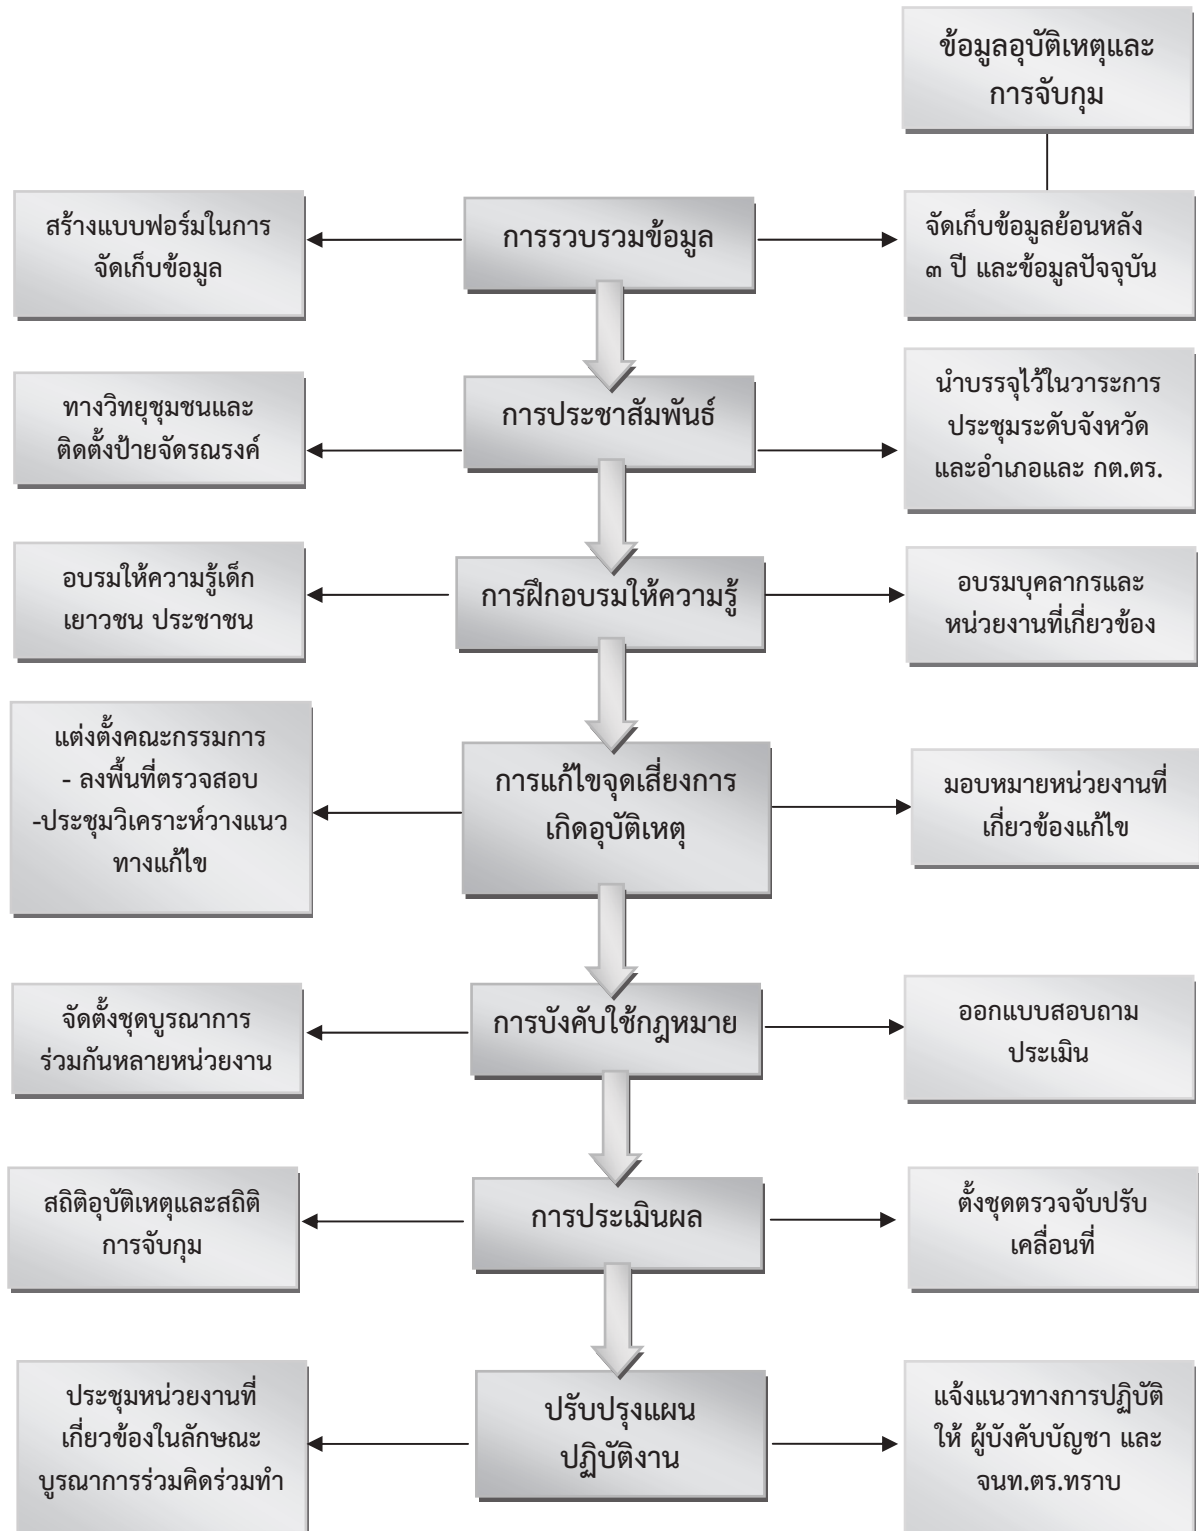 ข้อมูลอุบัติเหตุและ
การจับกุม
สร้างแบบฟอร์มในการ
จัดเก็บข้อมูล
การรวบรวมข้อมูล
จัดเก็บข้อมูลย้อนหลัง
๓ ปี และข้อมูลปัจจุบัน
ทางวิทยุชุมชนและ
ติดตั้งป้ายจัดรณรงค์
การประชาสัมพันธ์
นำบรรจุไว้ในวาระการ
ประชุมระดับจังหวัด
และอำเภอและ กต.ตร.
อบรมให้ความรู้เด็ก
เยาวชน ประชาชน
การฝึกอบรมให้ความรู้
อบรมบุคลากรและ
หน่วยงานที่เกี่ยวข้อง
แต่งตั้งคณะกรรมการ
- ลงพื้นที่ตรวจสอบ
-ประชุมวิเคราะห์วางแนว
ทางแก้ไข
การแก้ไขจุดเสี่ยงการ
เกิดอุบัติเหตุ
มอบหมายหน่วยงานที่
เกี่ยวข้องแก้ไข
จัดตั้งชุดบูรณาการ
ร่วมกันหลายหน่วยงาน
การบังคับใช้กฎหมาย
ออกแบบสอบถาม
ประเมิน
สถิติอุบัติเหตุและสถิติ
การจับกุม
การประเมินผล
ตั้งชุดตรวจจับปรับ
เคลื่อนที่
ประชุมหน่วยงานที่
เกี่ยวข้องในลักษณะ
บูรณาการร่วมคิดร่วมทำ
ปรับปรุงแผน
ปฏิบัติงาน
แจ้งแนวทางการปฏิบัติ
ให้ ผู้บังคับบัญชา และ
จนท.ตร.ทราบ